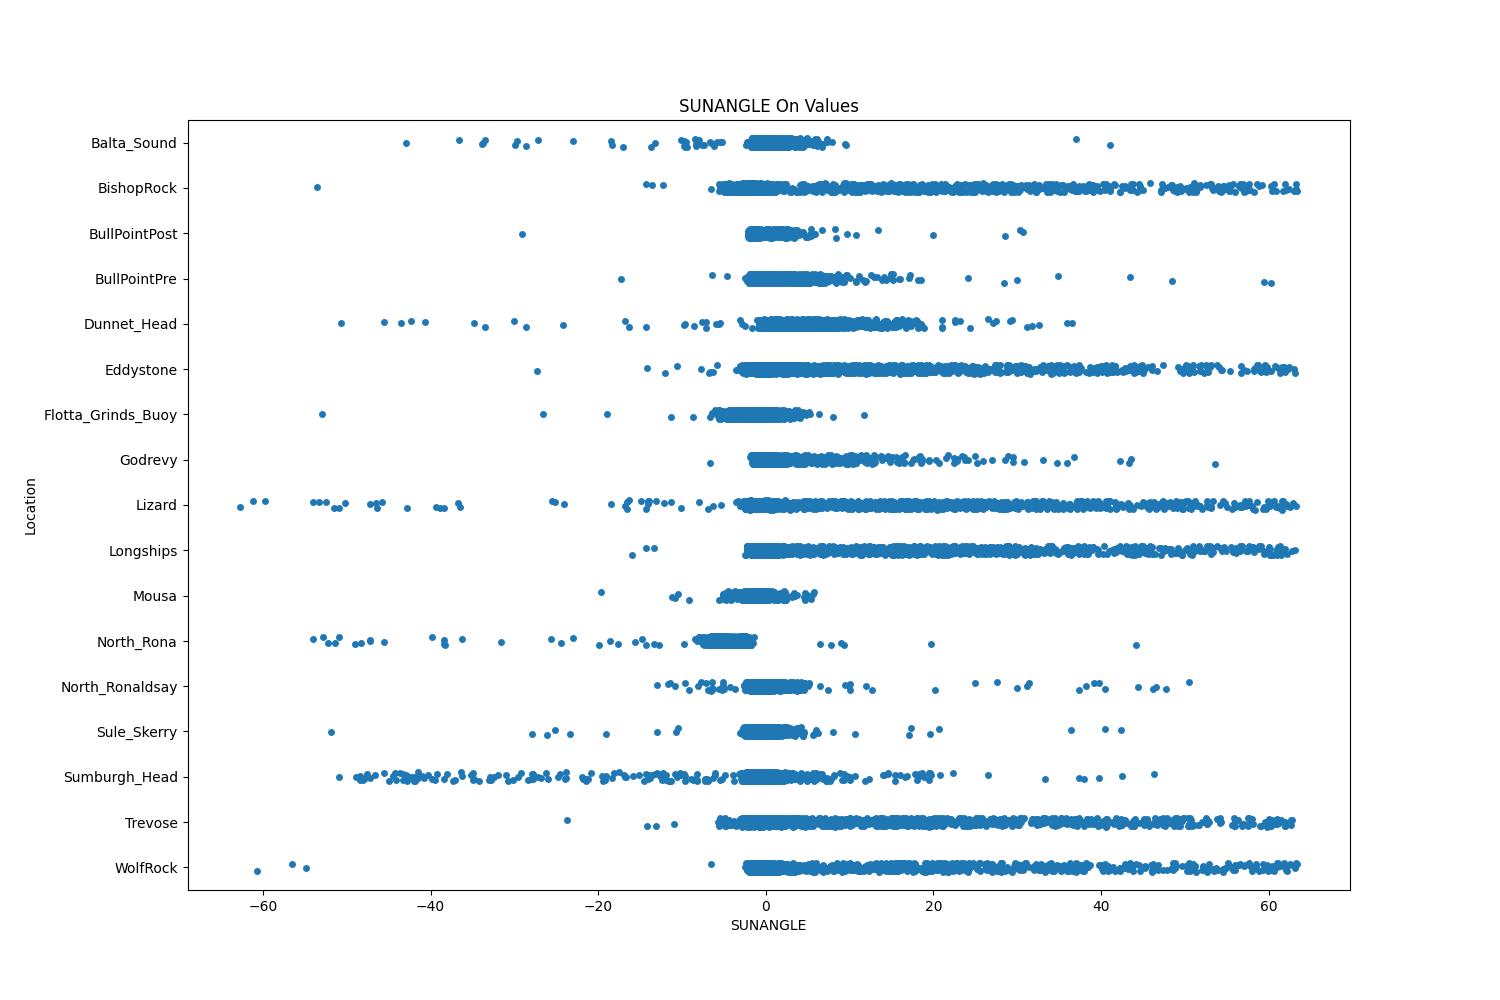 SUNANGLE On Values
Balta_Sound
BishopRock
BullPointPost
BullPointPre
Dunnet_Head
Eddystone
Flotta_Grinds_Buoy
Godrevy
Lizard
Longships
Mousa
North_Rona
North_Ronaldsay
Sule_Skerry
Sumburgh_Head
Trevose
WolfRock
Location
−60 −40 −20 0 20 40 60
SUNANGLE